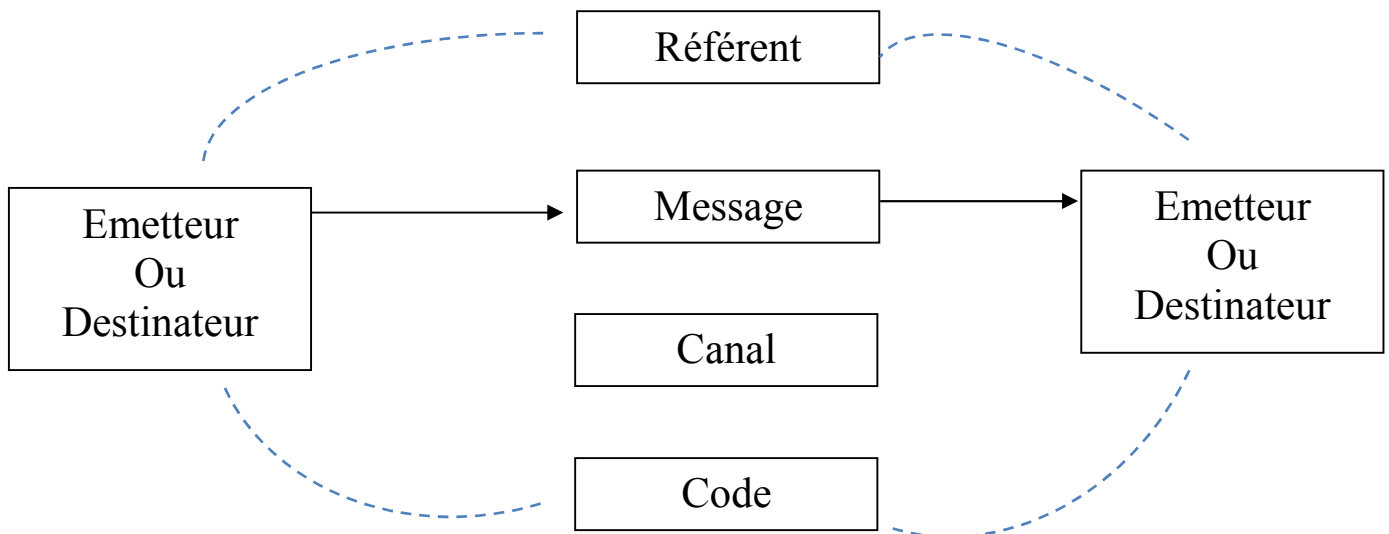 Référent
Emetteur
Ou
Destinateur
Message
Emetteur
Ou
Destinateur
Canal
Code